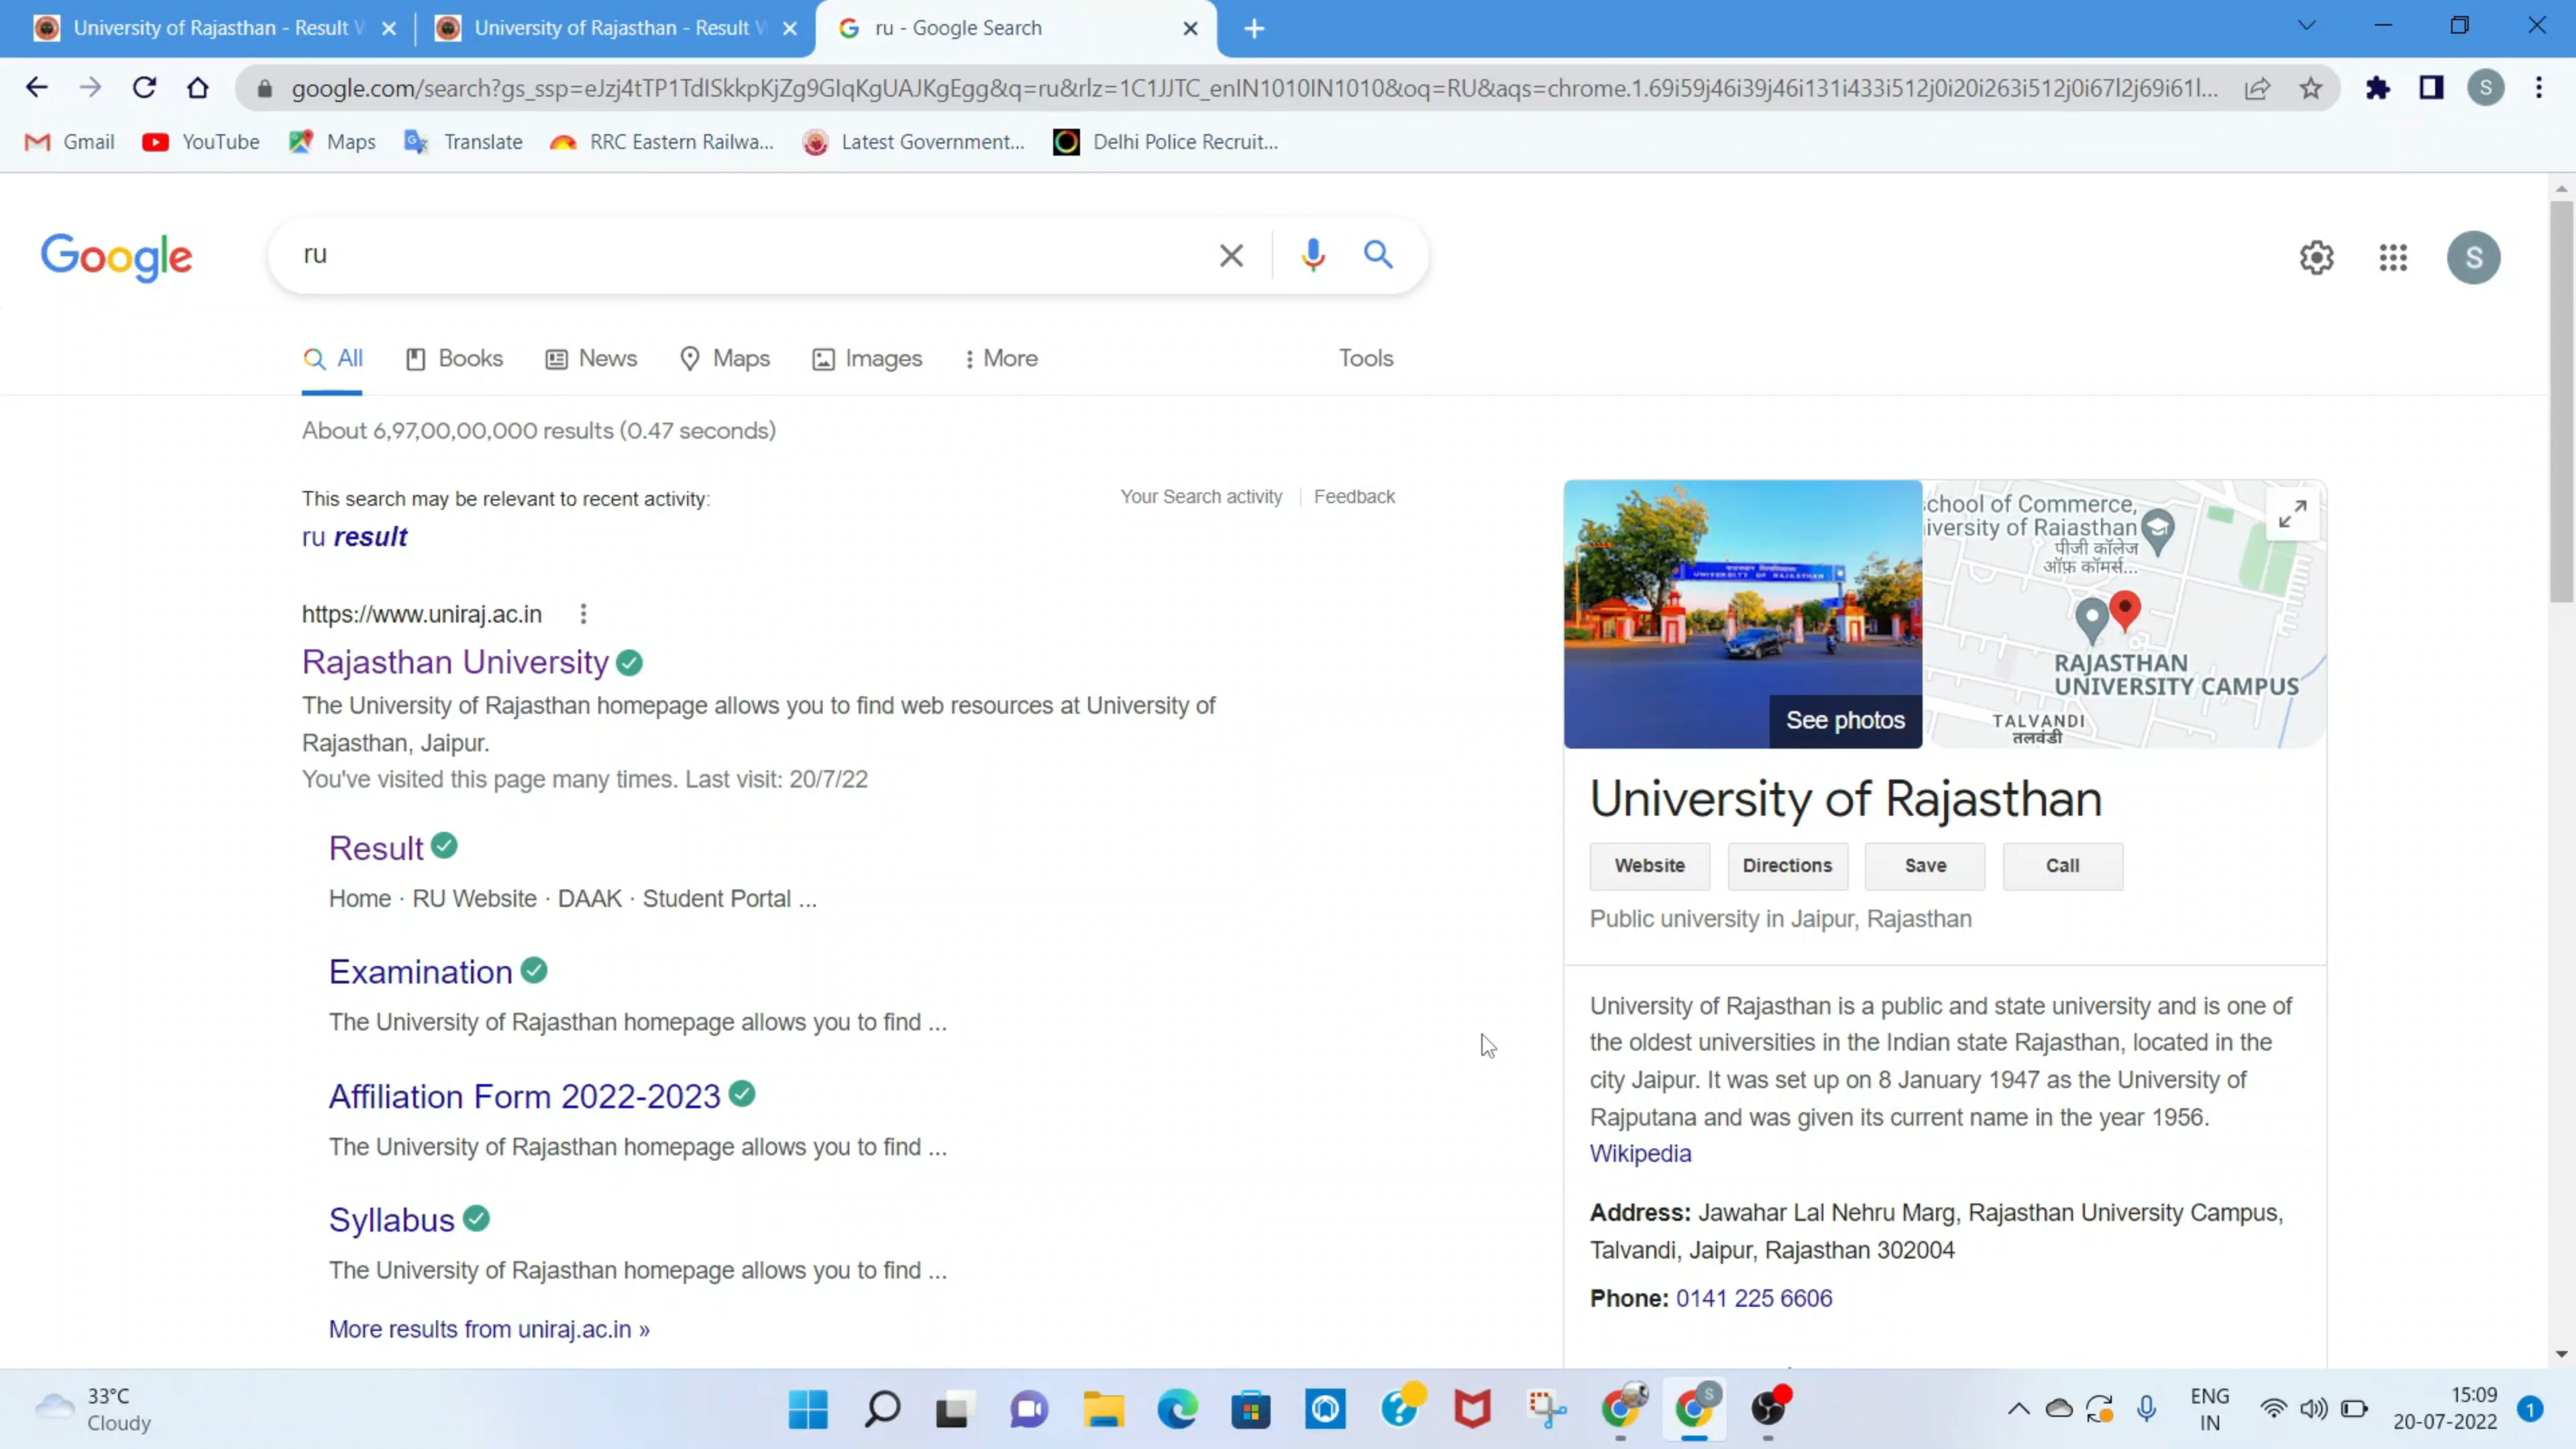 University of Rajasthan - Result
University of Rajasthan - Result
ru - Google Search
google.com/search?gs_ssp=eJzj4tTP1TdISkkpKjZg9GIqKgUAJKgEgg&q=ru&rlz=1C1JJTC_enIN1010IN1010&oq=RU&aqs=chrome.1.69i59j46i39j46i131i433i512j0i20i263i512j0i67l2j69i61l...
S
Gmail
YouTube
Maps
Translate
RRC Eastern Railwa...
Latest Government...
Delhi Police Recruit...
Google
ru
S
All
Books
News
Maps
Images
More
Tools
About 6,97,00,00,000 results (0.47 seconds)
This search may be relevant to recent activity:
Your Search activity
Feedback
ru result
https://www.uniraj.ac.in
Rajasthan University
The University of Rajasthan homepage allows you to find web resources at University of
Rajasthan, Jaipur.
You've visited this page many times. Last visit: 20/7/22
Result
Home · RU Website · DAAK · Student Portal ...
Examination
The University of Rajasthan homepage allows you to find ...
Affiliation Form 2022-2023
The University of Rajasthan homepage allows you to find ...
Syllabus
The University of Rajasthan homepage allows you to find ...
More results from uniraj.ac.in »
UNIVERSITY OF RAJASTHAN
See photos
chool of Commerce,
iversity of Rajasthan
पीजी कॉलेज
ऑफ़ कॉमर्स...
RAJASTHAN
UNIVERSITY CAMPUS
TALVANDI
तलवंडी
University of Rajasthan
Website
Directions
Save
Call
Public university in Jaipur, Rajasthan
University of Rajasthan is a public and state university and is one of
the oldest universities in the Indian state Rajasthan, located in the
city Jaipur. It was set up on 8 January 1947 as the University of
Rajputana and was given its current name in the year 1956.
Wikipedia
Address: Jawahar Lal Nehru Marg, Rajasthan University Campus,
Talvandi, Jaipur, Rajasthan 302004
Phone: 0141 225 6606
33°C
Cloudy
S
ENG
IN
15:09
20-07-2022
1